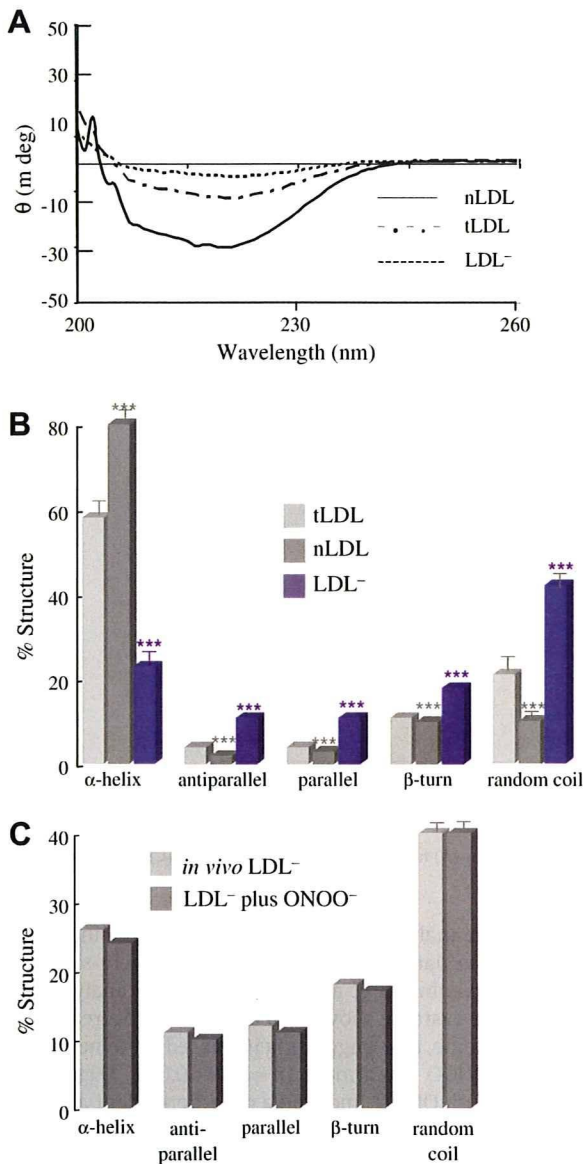 A
50
30
10
-10
-30
-50
θ (m deg)
200
230
260
Wavelength (nm)
nLDL
tLDL
LDL⁻
B
80
60
40
20
0
% Structure
tLDL
nLDL
LDL⁻
***
***
***
***
***
***
***
***
***
***
α-helix
antiparallel
parallel
β-turn
random coil
C
40
30
20
10
0
% Structure
in vivo LDL⁻
LDL⁻ plus ONOO⁻
α-helix
anti-
parallel
parallel
β-turn
random
coil